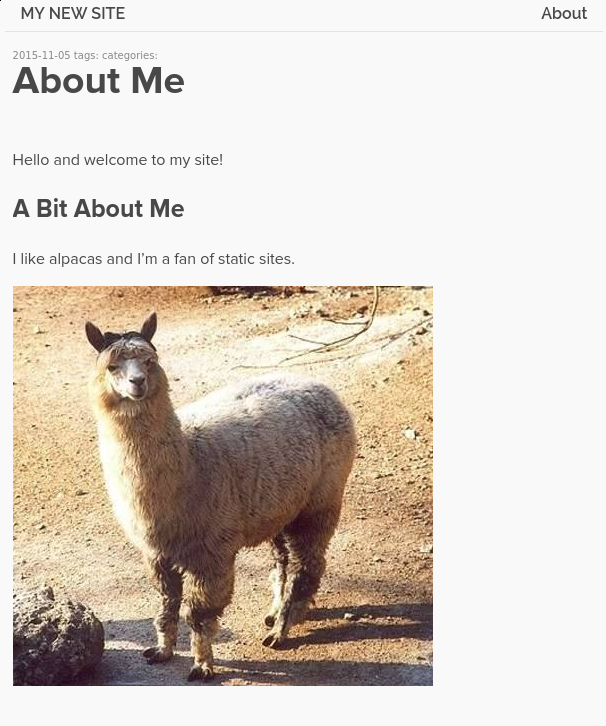 MY NEW SITE About
2015-11-05 tags: categories:
About Me
Hello and welcome to my site!
A Bit About Me
I like alpacas and I'm a fan of static sites.